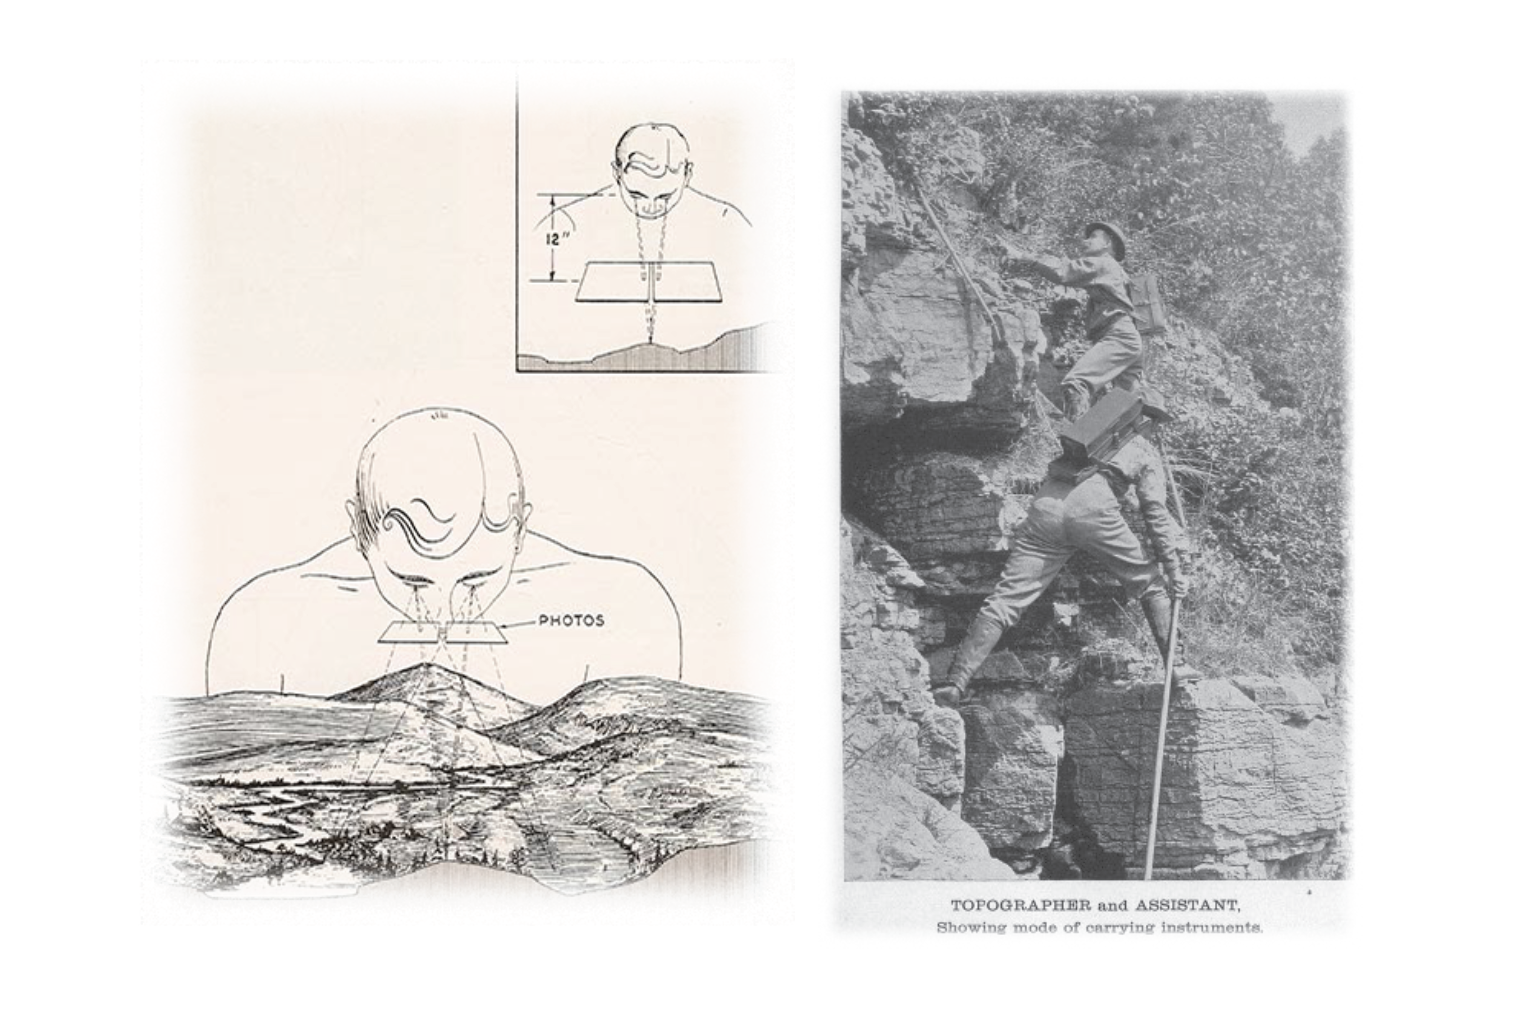 12"
PHOTOS
TOPOGRAPHER and ASSISTANT,
Showing mode of carrying instruments.